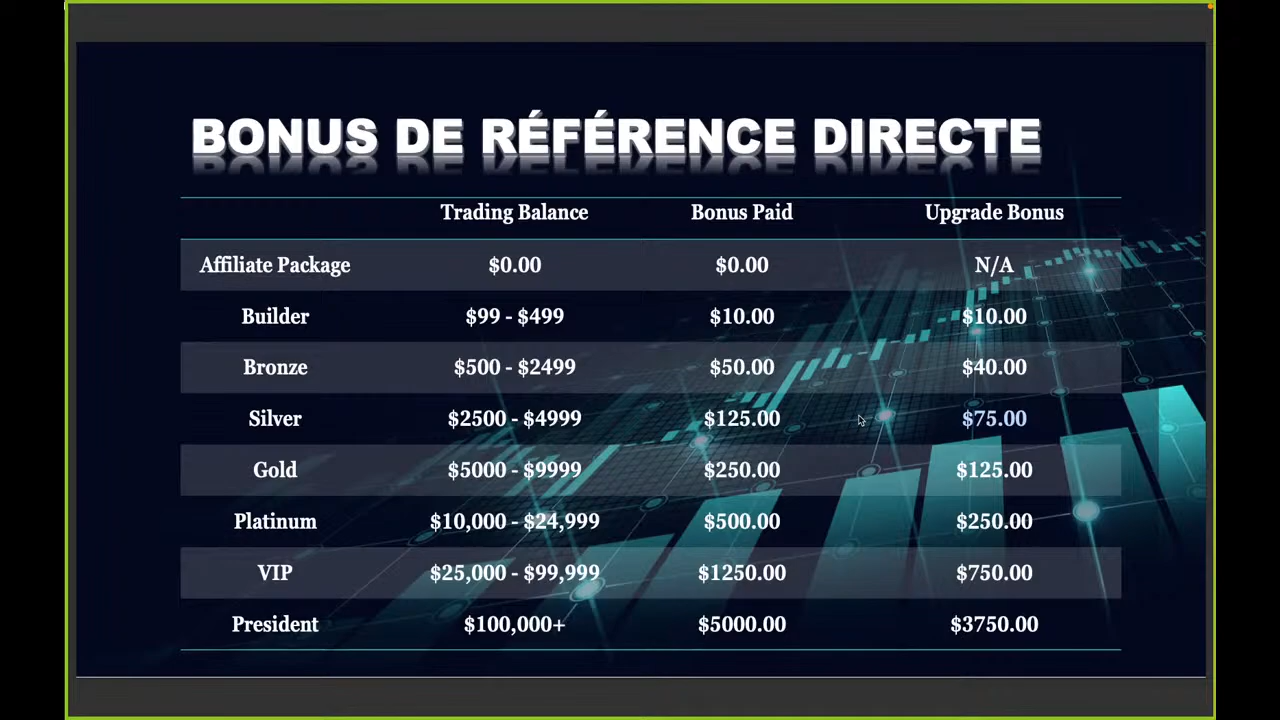 BONUS DE RÉFÉRENCE DIRECTE
Trading Balance Bonus Paid Upgrade Bonus
Affiliate Package $0.00 $0.00 N/A
Builder $99 - $499 $10.00 $10.00
Bronze $500 - $2499 $50.00 $40.00
Silver $2500 - $4999 $125.00 $75.00
Gold $5000 - $9999 $250.00 $125.00
Platinum $10,000 - $24,999 $500.00 $250.00
VIP $25,000 - $99,999 $1250.00 $750.00
President $100,000+ $5000.00 $3750.00